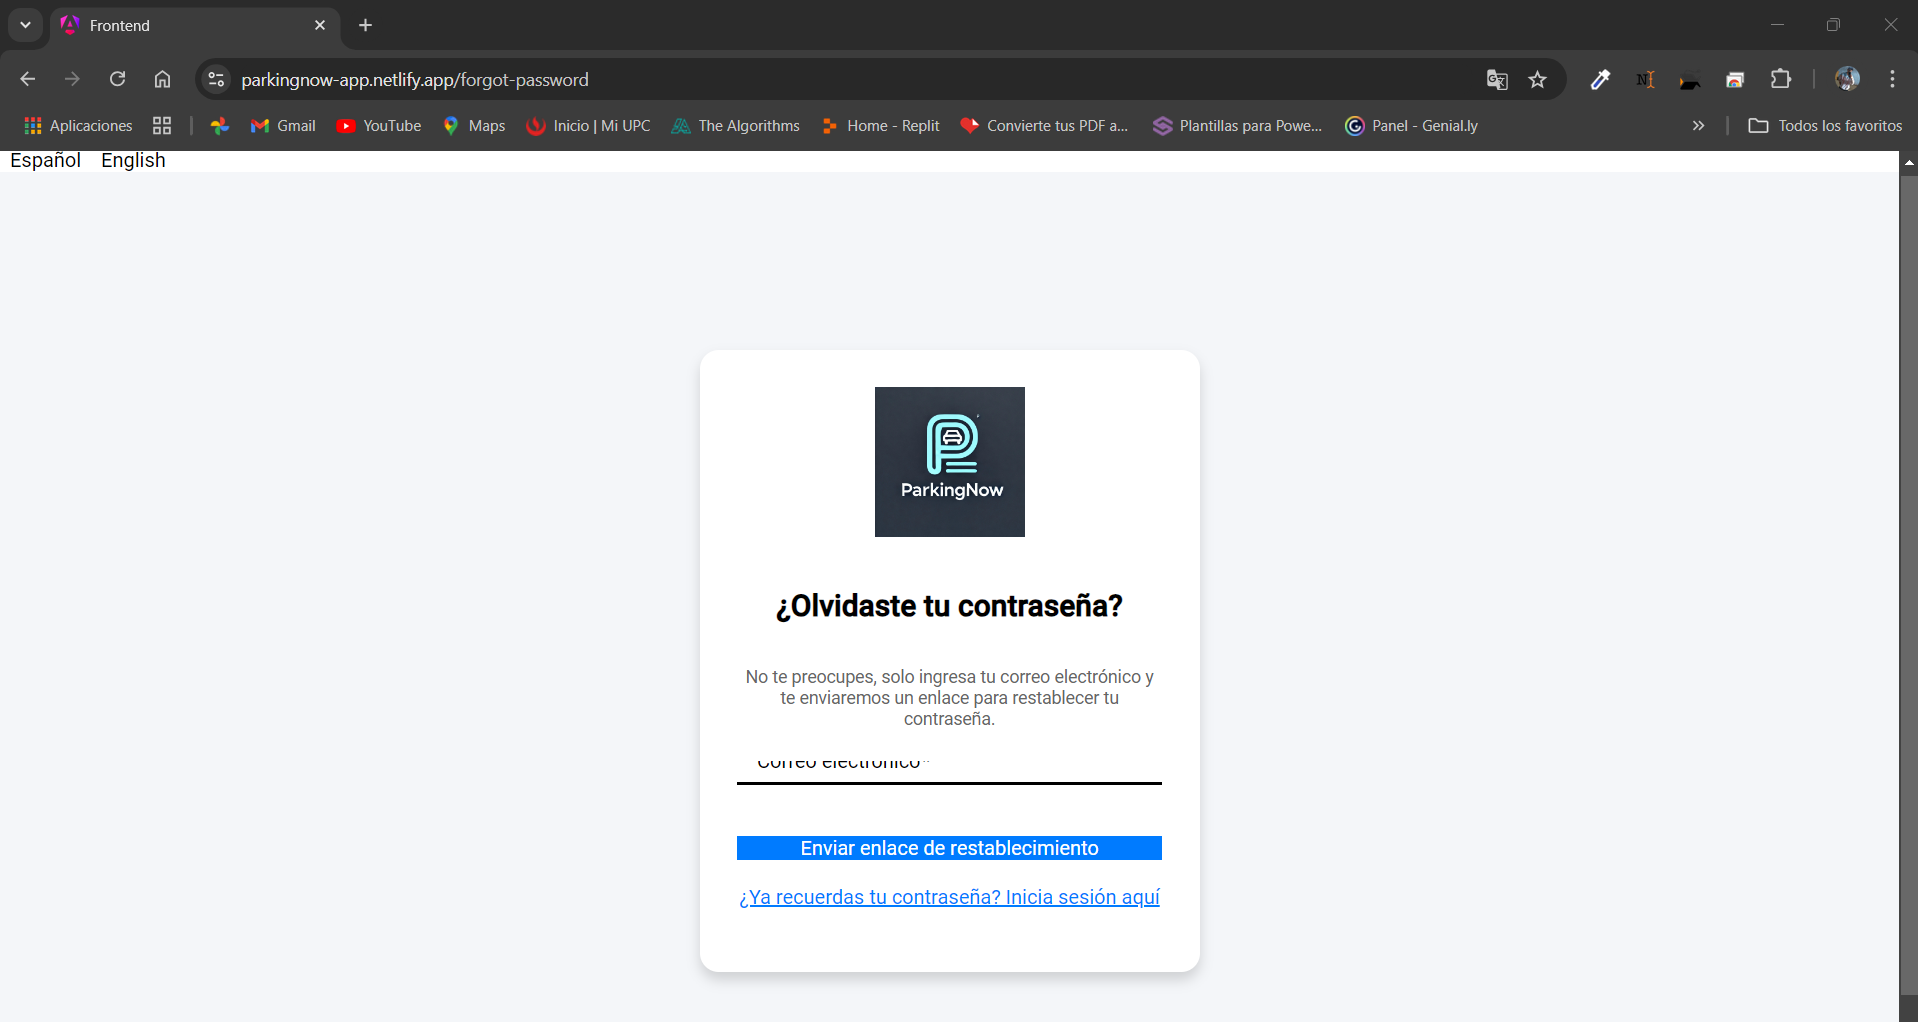 Frontend
parkingnow-app.netlify.app/forgot-password
Aplicaciones
Gmail
YouTube
Maps
Inicio | Mi UPC
The Algorithms
Home - Replit
Convierte tus PDF a...
Plantillas para Powe...
Panel - Genial.ly
Todos los favoritos
Español English
ParkingNow
¿Olvidaste tu contraseña?
No te preocupes, solo ingresa tu correo electrónico y
te enviaremos un enlace para restablecer tu
contraseña.
Correo electrónico*
Enviar enlace de restablecimiento
¿Ya recuerdas tu contraseña? Inicia sesión aquí